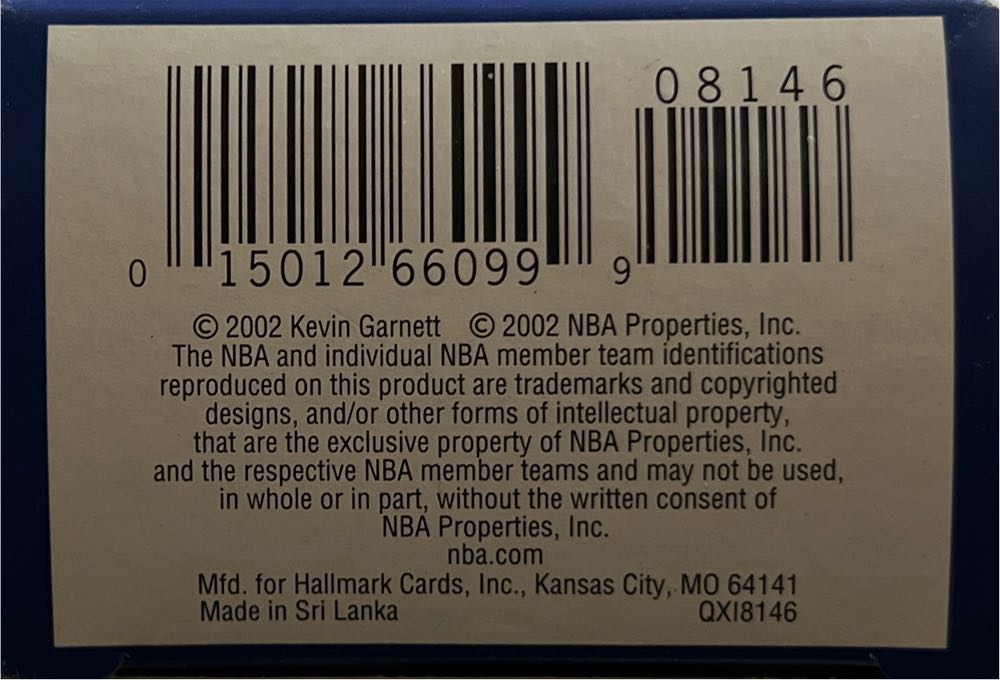 08146
0 15012 66099 9
© 2002 Kevin Garnett © 2002 NBA Properties, Inc.
The NBA and individual NBA member team identifications
reproduced on this product are trademarks and copyrighted
designs, and/or other forms of intellectual property,
that are the exclusive property of NBA Properties, Inc.
and the respective NBA member teams and may not be used,
in whole or in part, without the written consent of
NBA Properties, Inc.
nba.com
Mfd. for Hallmark Cards, Inc., Kansas City, MO 64141
Made in Sri Lanka QXI8146